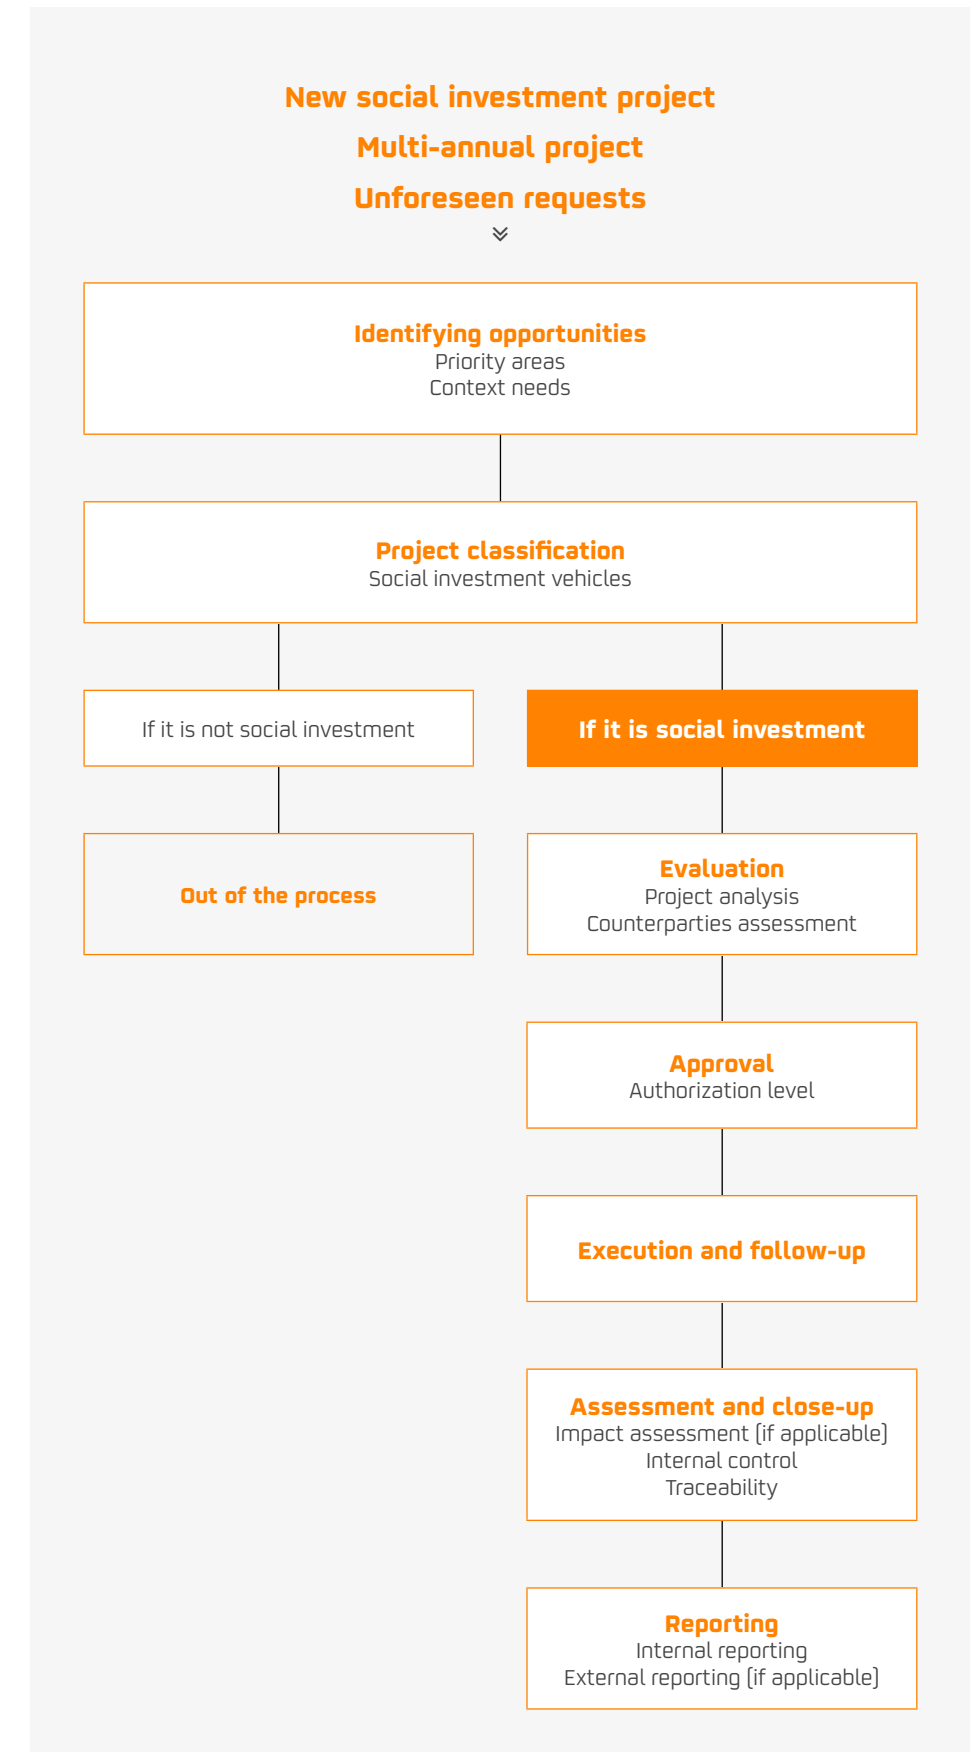 New social investment project
Multi-annual project
Unforeseen requests
Identifying opportunities
Priority areas
Context needs
Project classification
Social investment vehicles
If it is not social investment
If it is social investment
Out of the process
Evaluation
Project analysis
Counterparties assessment
Approval
Authorization level
Execution and follow-up
Assessment and close-up
Impact assessment (if applicable)
Internal control
Traceability
Reporting
Internal reporting
External reporting (if applicable)